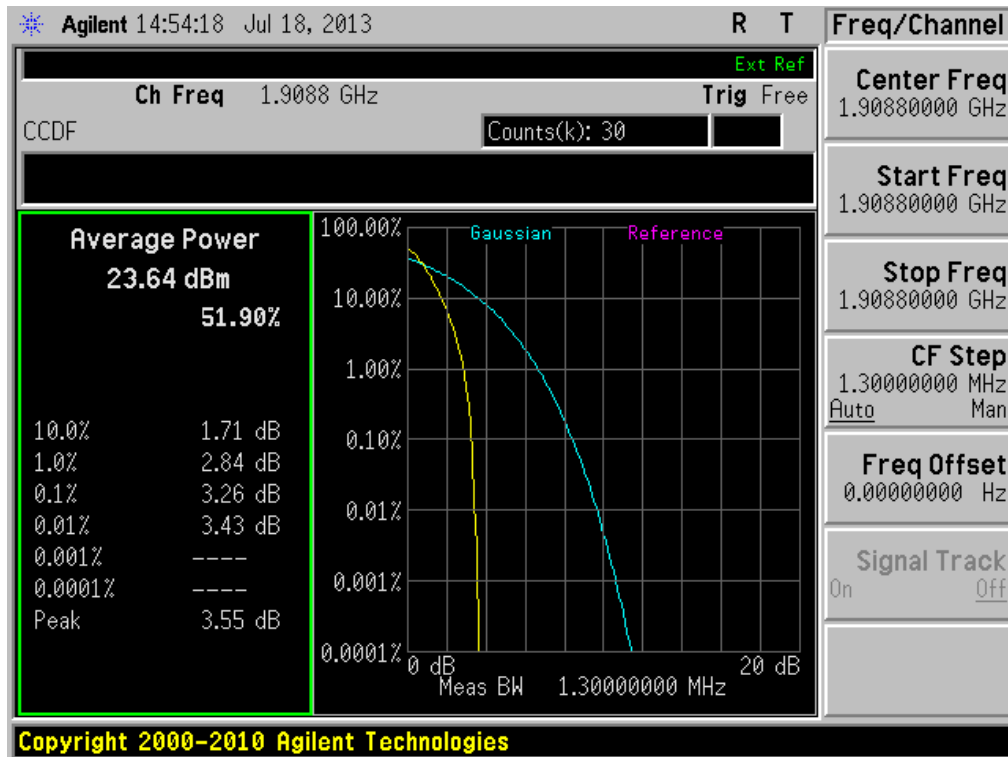 Agilent 14:54:18 Jul 18, 2013 R T
Ext Ref
Ch Freq 1.9088 GHz Trig Free
CCDF Counts(k): 30
Average Power
23.64 dBm
51.90%
10.0% 1.71 dB
1.0% 2.84 dB
0.1% 3.26 dB
0.01% 3.43 dB
0.001% ----
0.0001% ----
Peak 3.55 dB
Gaussian Reference
100.00%
10.00%
1.00%
0.10%
0.01%
0.001%
0.0001%
0 dB 20 dB
Meas BW 1.30000000 MHz
Freq/Channel
Center Freq
1.90880000 GHz
Start Freq
1.90880000 GHz
Stop Freq
1.90880000 GHz
CF Step
1.30000000 MHz
Auto Man
Freq Offset
0.00000000 Hz
Signal Track
On Off
Copyright 2000-2010 Agilent Technologies